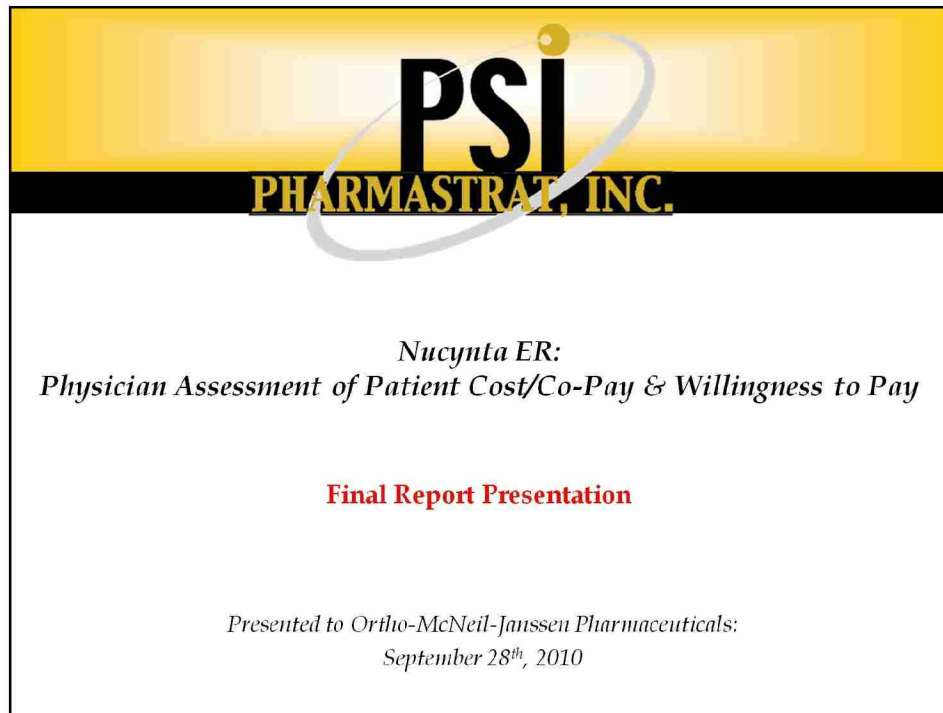 PSi
PHARMASTRAT, INC.
Nucynta ER:
Physician Assessment of Patient Cost/Co-Pay & Willingness to Pay
Final Report Presentation
Presented to Ortho-McNeil-Janssen Pharmaceuticals:
September 28th, 2010